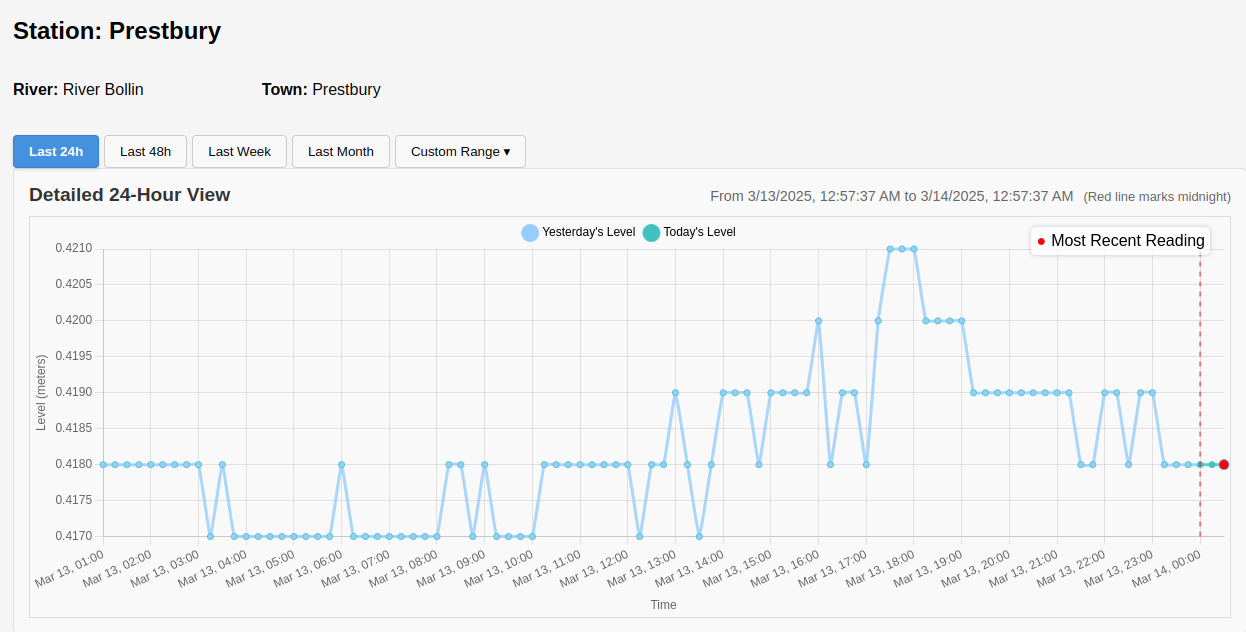 Station: Prestbury
River: River Bollin Town: Prestbury
Last 24h Last 48h Last Week Last Month Custom Range ▾
Detailed 24-Hour View From 3/13/2025, 12:57:37 AM to 3/14/2025, 12:57:37 AM (Red line marks midnight)
Yesterday's Level Today's Level
Most Recent Reading
0.4210
0.4205
0.4200
0.4195
0.4190
0.4185
0.4180
0.4175
0.4170
Level (meters)
Mar 13, 01:00
Mar 13, 02:00
Mar 13, 03:00
Mar 13, 04:00
Mar 13, 05:00
Mar 13, 06:00
Mar 13, 07:00
Mar 13, 08:00
Mar 13, 09:00
Mar 13, 10:00
Mar 13, 11:00
Mar 13, 12:00
Mar 13, 13:00
Mar 13, 14:00
Mar 13, 15:00
Mar 13, 16:00
Mar 13, 17:00
Mar 13, 18:00
Mar 13, 19:00
Mar 13, 20:00
Mar 13, 21:00
Mar 13, 22:00
Mar 13, 23:00
Mar 14, 00:00
Time